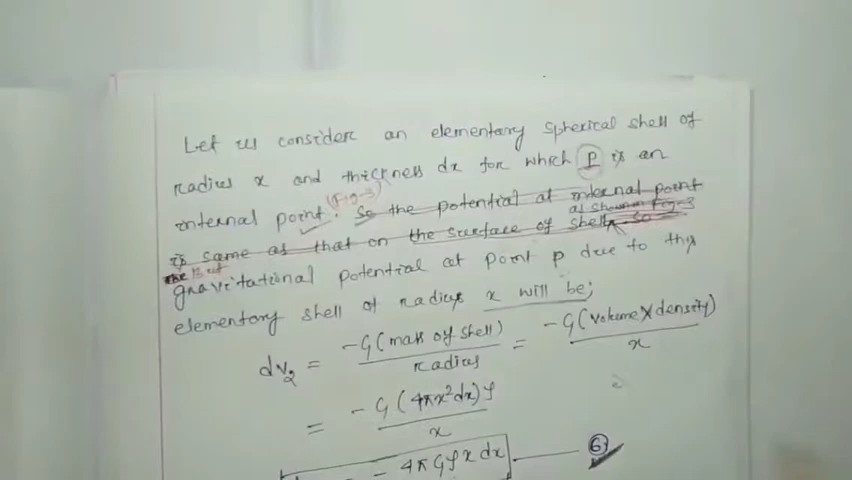 Let us consider an elementary spherical shell of
radius x and thickness dx for which P is an
internal point. (Fig-3) So the potential at internal point
is same as that on the surface of shell, as shown in Fig-3 So
the But
gravitational potential at point p due to this
elementary shell of radius x will be;
dv₂ = -G(mass of shell)/radius = -G(volume×density)/x
= -G(4πx²dx)ρ/x
= -4πGρxdx ——— ⑥